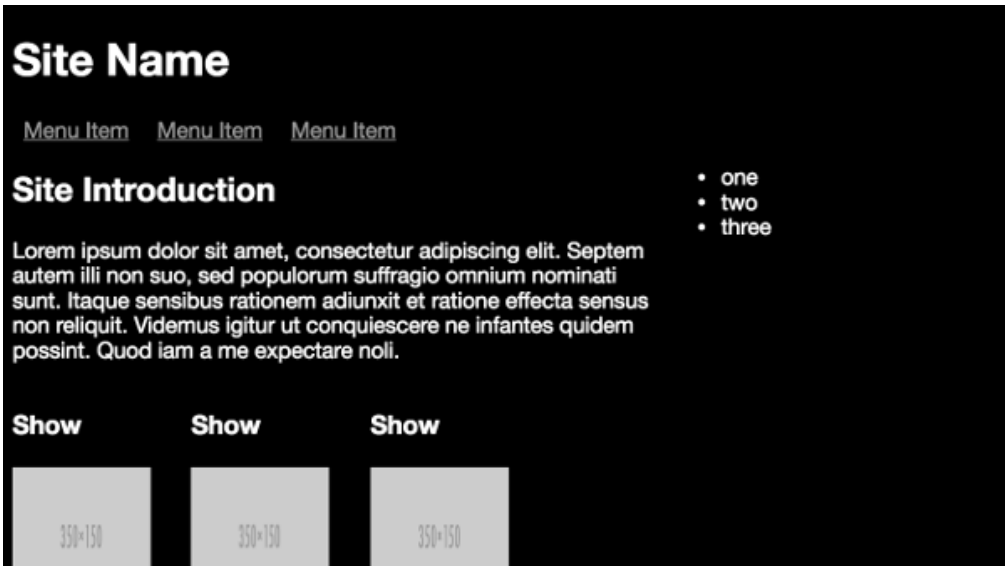 Site Name
Menu Item Menu Item Menu Item
Site Introduction
Lorem ipsum dolor sit amet, consectetur adipiscing elit. Septem
autem illi non suo, sed populorum suffragio omnium nominati
sunt. Itaque sensibus rationem adiunxit et ratione effecta sensus
non reliquit. Videmus igitur ut conquiescere ne infantes quidem
possint. Quod iam a me expectare noli.
• one
• two
• three
Show Show Show
350×150 350×150 350×150